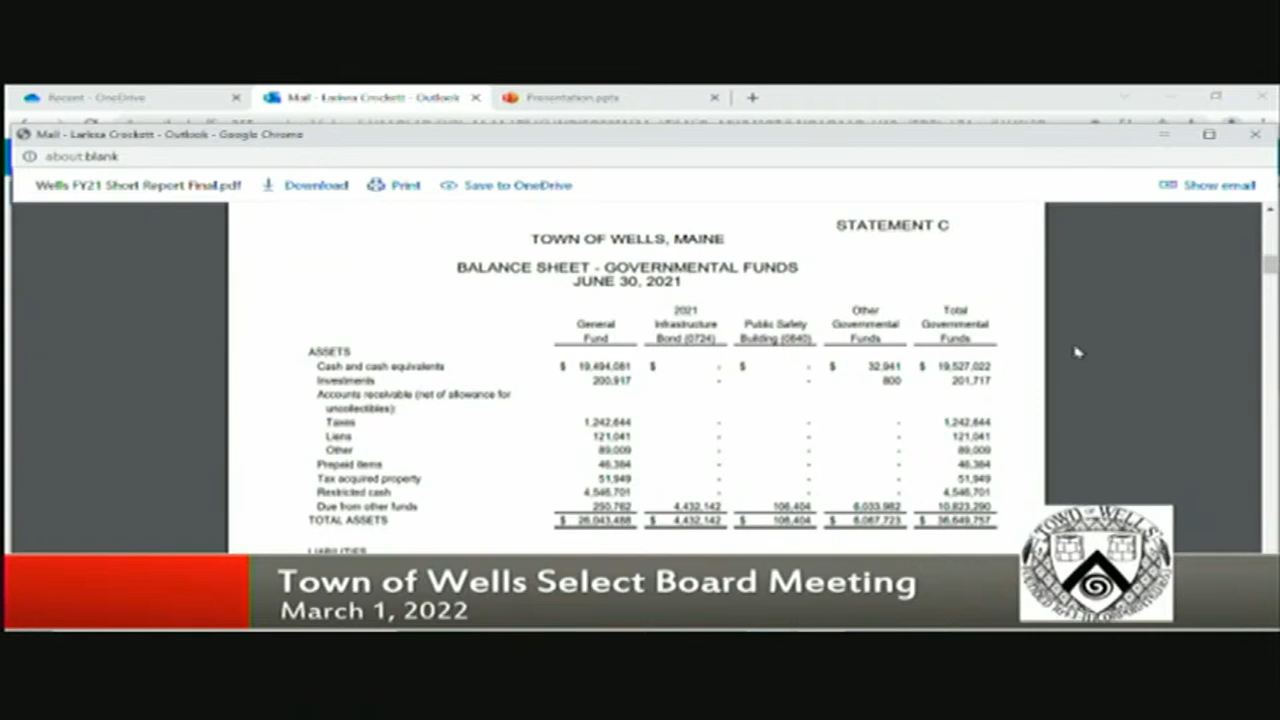 Recent - OneDrive
Mail - Larissa Crockett - Outlook
Presentation.pptx
Mail - Larissa Crockett - Outlook - Google Chrome
about:blank
Wells FY21 Short Report Final.pdf Download Print Save to OneDrive Show email
STATEMENT C
TOWN OF WELLS, MAINE
BALANCE SHEET - GOVERNMENTAL FUNDS
JUNE 30, 2021
2021 Other Total
General Infrastructure Public Safety Governmental Governmental
Fund Bond (0724) Building (0840) Funds Funds
ASSETS
Cash and cash equivalents $ 19,494,081 $ - $ - $ 32,941 $ 19,527,022
Investments 200,917 - - 800 201,717
Accounts receivable (net of allowance for
uncollectibles):
Taxes 1,242,644 - - - 1,242,644
Liens 121,041 - - - 121,041
Other 89,009 - - - 89,009
Prepaid items 46,364 - - - 46,364
Tax acquired property 51,949 - - - 51,949
Restricted cash 4,546,701 - - - 4,546,701
Due from other funds 250,782 4,432,142 106,404 6,033,982 10,823,290
TOTAL ASSETS $ 26,043,488 $ 4,432,142 $ 106,404 $ 6,067,723 $ 36,649,757
LIABILITIES
Town of Wells Select Board Meeting
March 1, 2022
TOWN OF WELLS